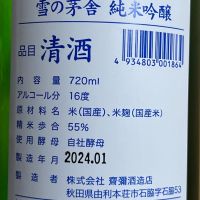 雪の茅舎 純米吟醸
品目 清酒
内容量 720ml
アルコール分 16度
原材料名 米(国産)、米麹(国産米)
精米歩合 55%
使用酵母 自社酵母
製造年月 2024.01
製造者 株式会社 齋彌酒造店
秋田県由利本荘市石脇字石脇53
4 934803 001864